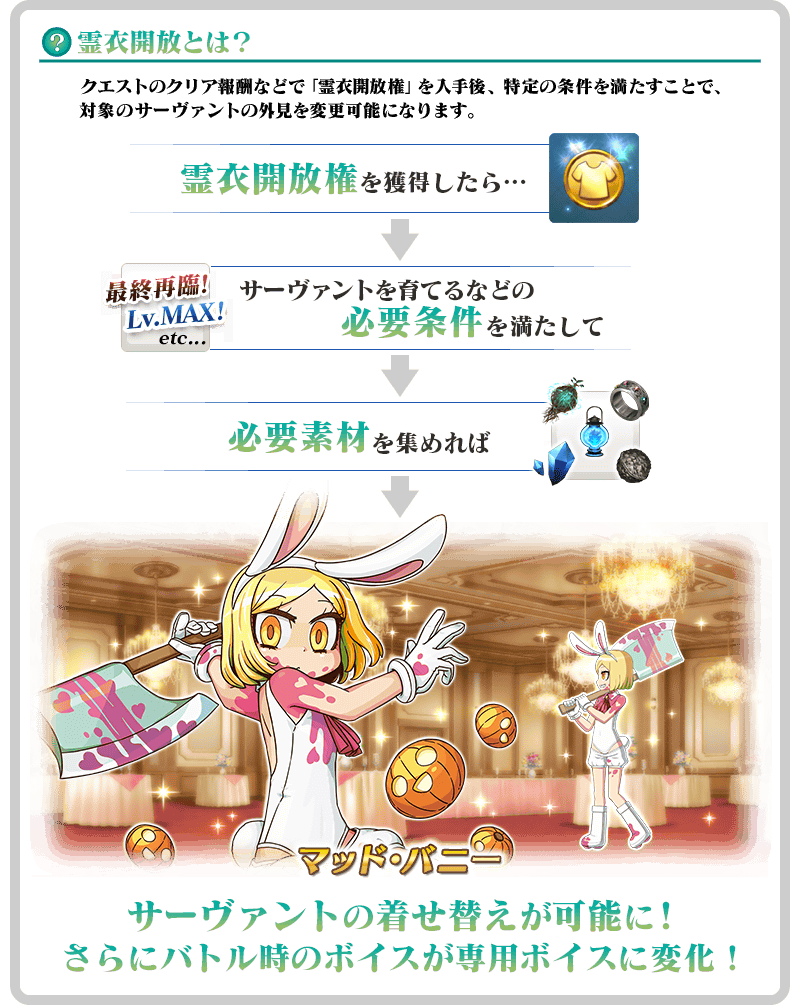 ? 霊衣開放とは?
クエストのクリア報酬などで「霊衣開放権」を入手後、特定の条件を満たすことで、
対象のサーヴァントの外見を変更可能になります。
霊衣開放権を獲得したら…
最終再臨!
Lv.MAX!
etc...
サーヴァントを育てるなどの
必要条件を満たして
必要素材を集めれば
マッド・バニー
サーヴァントの着せ替えが可能に!
さらにバトル時のボイスが専用ボイスに変化!